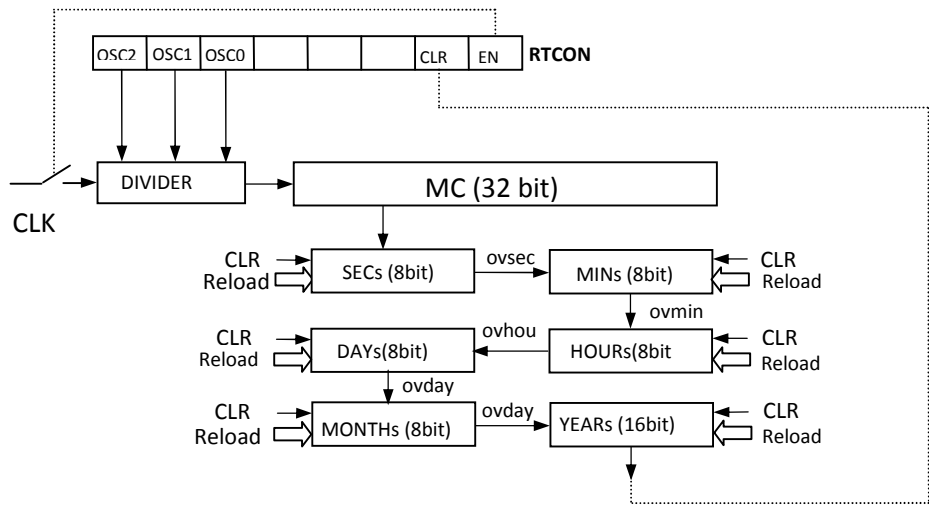 OSC2 OSC1 OSC0 CLR EN RTCON
DIVIDER
MC (32 bit)
CLK
CLR
Reload
SECs (8bit)
ovsec
MINs (8bit)
CLR
Reload
ovmin
CLR
Reload
DAYs(8bit)
ovhou
HOURs(8bit
CLR
Reload
ovday
CLR
Reload
MONTHs (8bit)
ovday
YEARs (16bit)
CLR
Reload